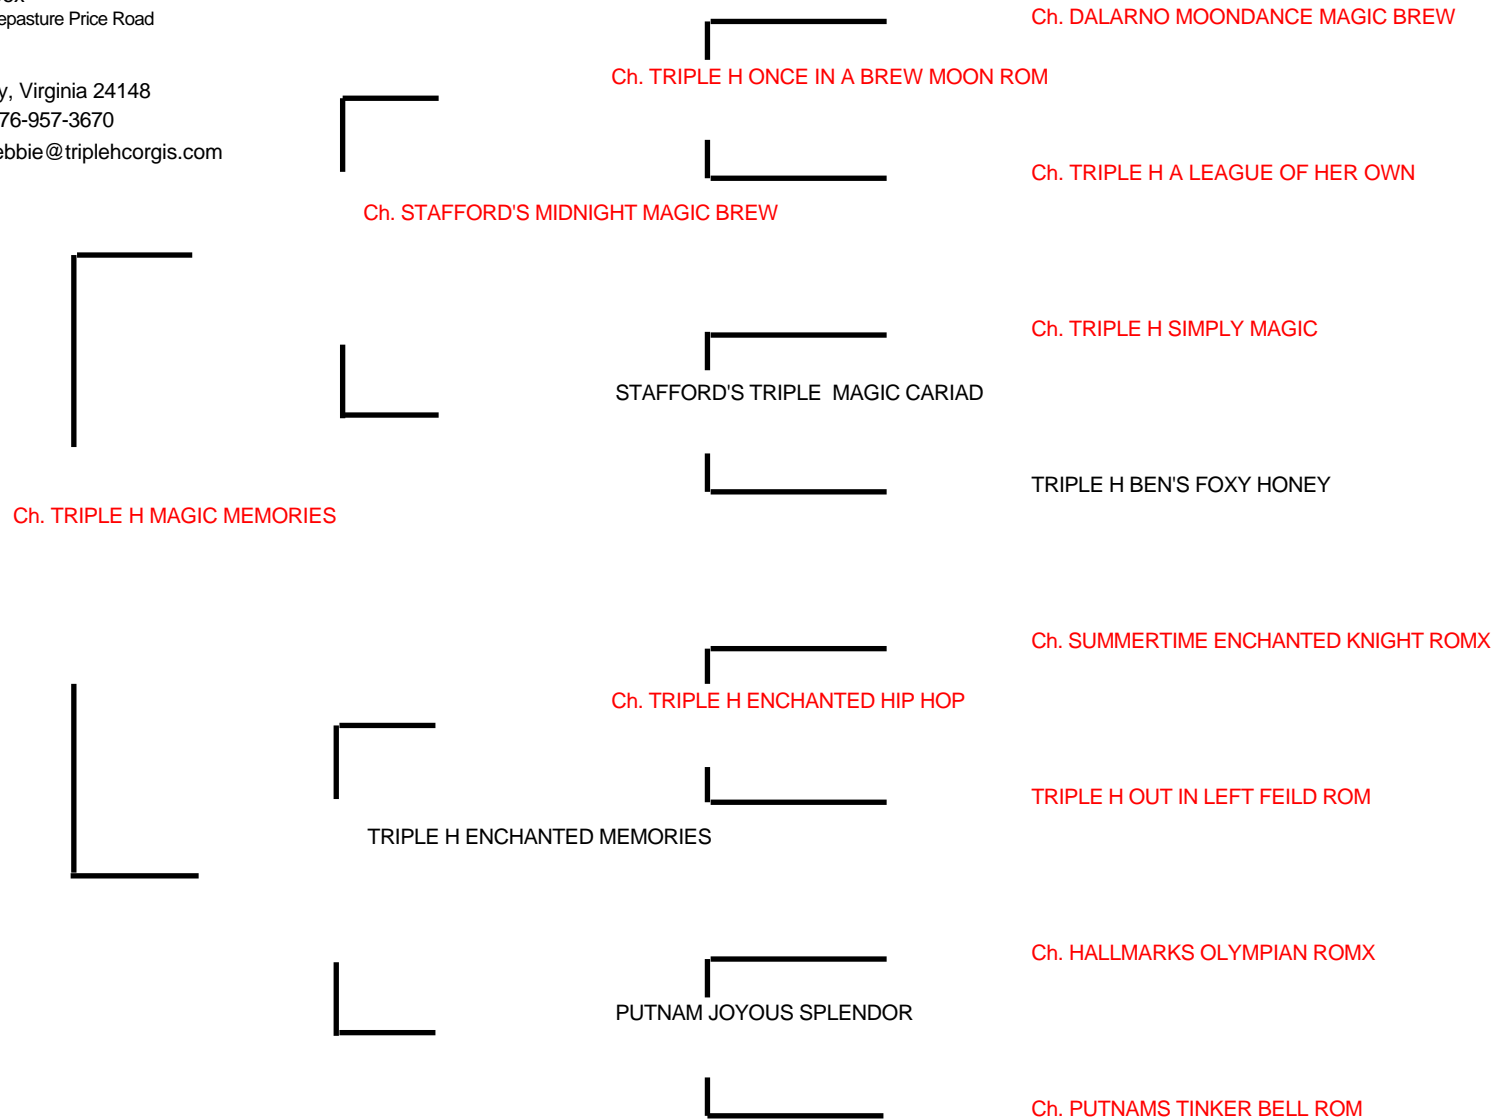 epasture Price Road
y, Virginia 24148
76-957-3670
ebbie@triplehcorgis.com
Ch. DALARNO MOONDANCE MAGIC BREW
Ch. TRIPLE H ONCE IN A BREW MOON ROM
Ch. TRIPLE H A LEAGUE OF HER OWN
Ch. STAFFORD'S MIDNIGHT MAGIC BREW
Ch. TRIPLE H SIMPLY MAGIC
STAFFORD'S TRIPLE  MAGIC CARIAD
TRIPLE H BEN'S FOXY HONEY
Ch. TRIPLE H MAGIC MEMORIES
Ch. SUMMERTIME ENCHANTED KNIGHT ROMX
Ch. TRIPLE H ENCHANTED HIP HOP
TRIPLE H OUT IN LEFT FEILD ROM
TRIPLE H ENCHANTED MEMORIES
Ch. HALLMARKS OLYMPIAN ROMX
PUTNAM JOYOUS SPLENDOR
Ch. PUTNAMS TINKER BELL ROM